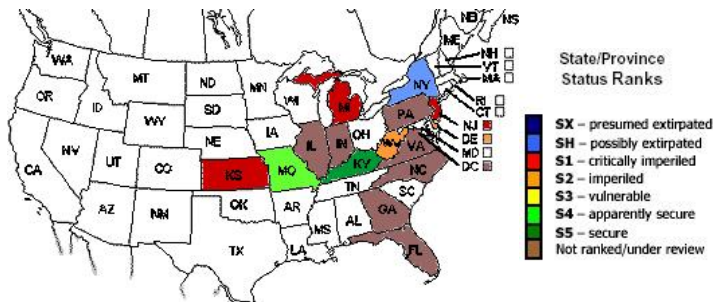 NB
NS
ME
WA
MT
ND
MN
NH
VT
MA
OR
ID
SD
WI
MI
NY
WY
RI
CT
IA
PA
NJ
NV
NE
IL
IN
OH
DE
UT
CO
WV
VA
MD
CA
KS
MO
KY
DC
NC
TN
AZ
NM
OK
AR
SC
MS
AL
GA
TX
LA
FL
State/Province
Status Ranks
SX – presumed extirpated
SH – possibly extirpated
S1 – critically imperiled
S2 – imperiled
S3 – vulnerable
S4 – apparently secure
S5 – secure
Not ranked/under review